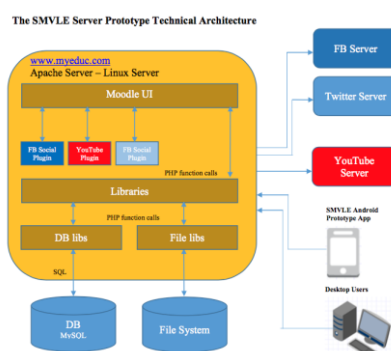 The SMVLE Server Prototype Technical Architecture
www.myeduc.com
Apache Server – Linux Server
Moodle UI
FB Social
Plugin
YouTube
Plugin
FB Social
Plugin
PHP function calls
Libraries
PHP function calls
DB libs
File libs
SQL
DB
MySQL
File System
FB Server
Twitter Server
YouTube
Server
SMVLE Android
Prototype App
Desktop Users